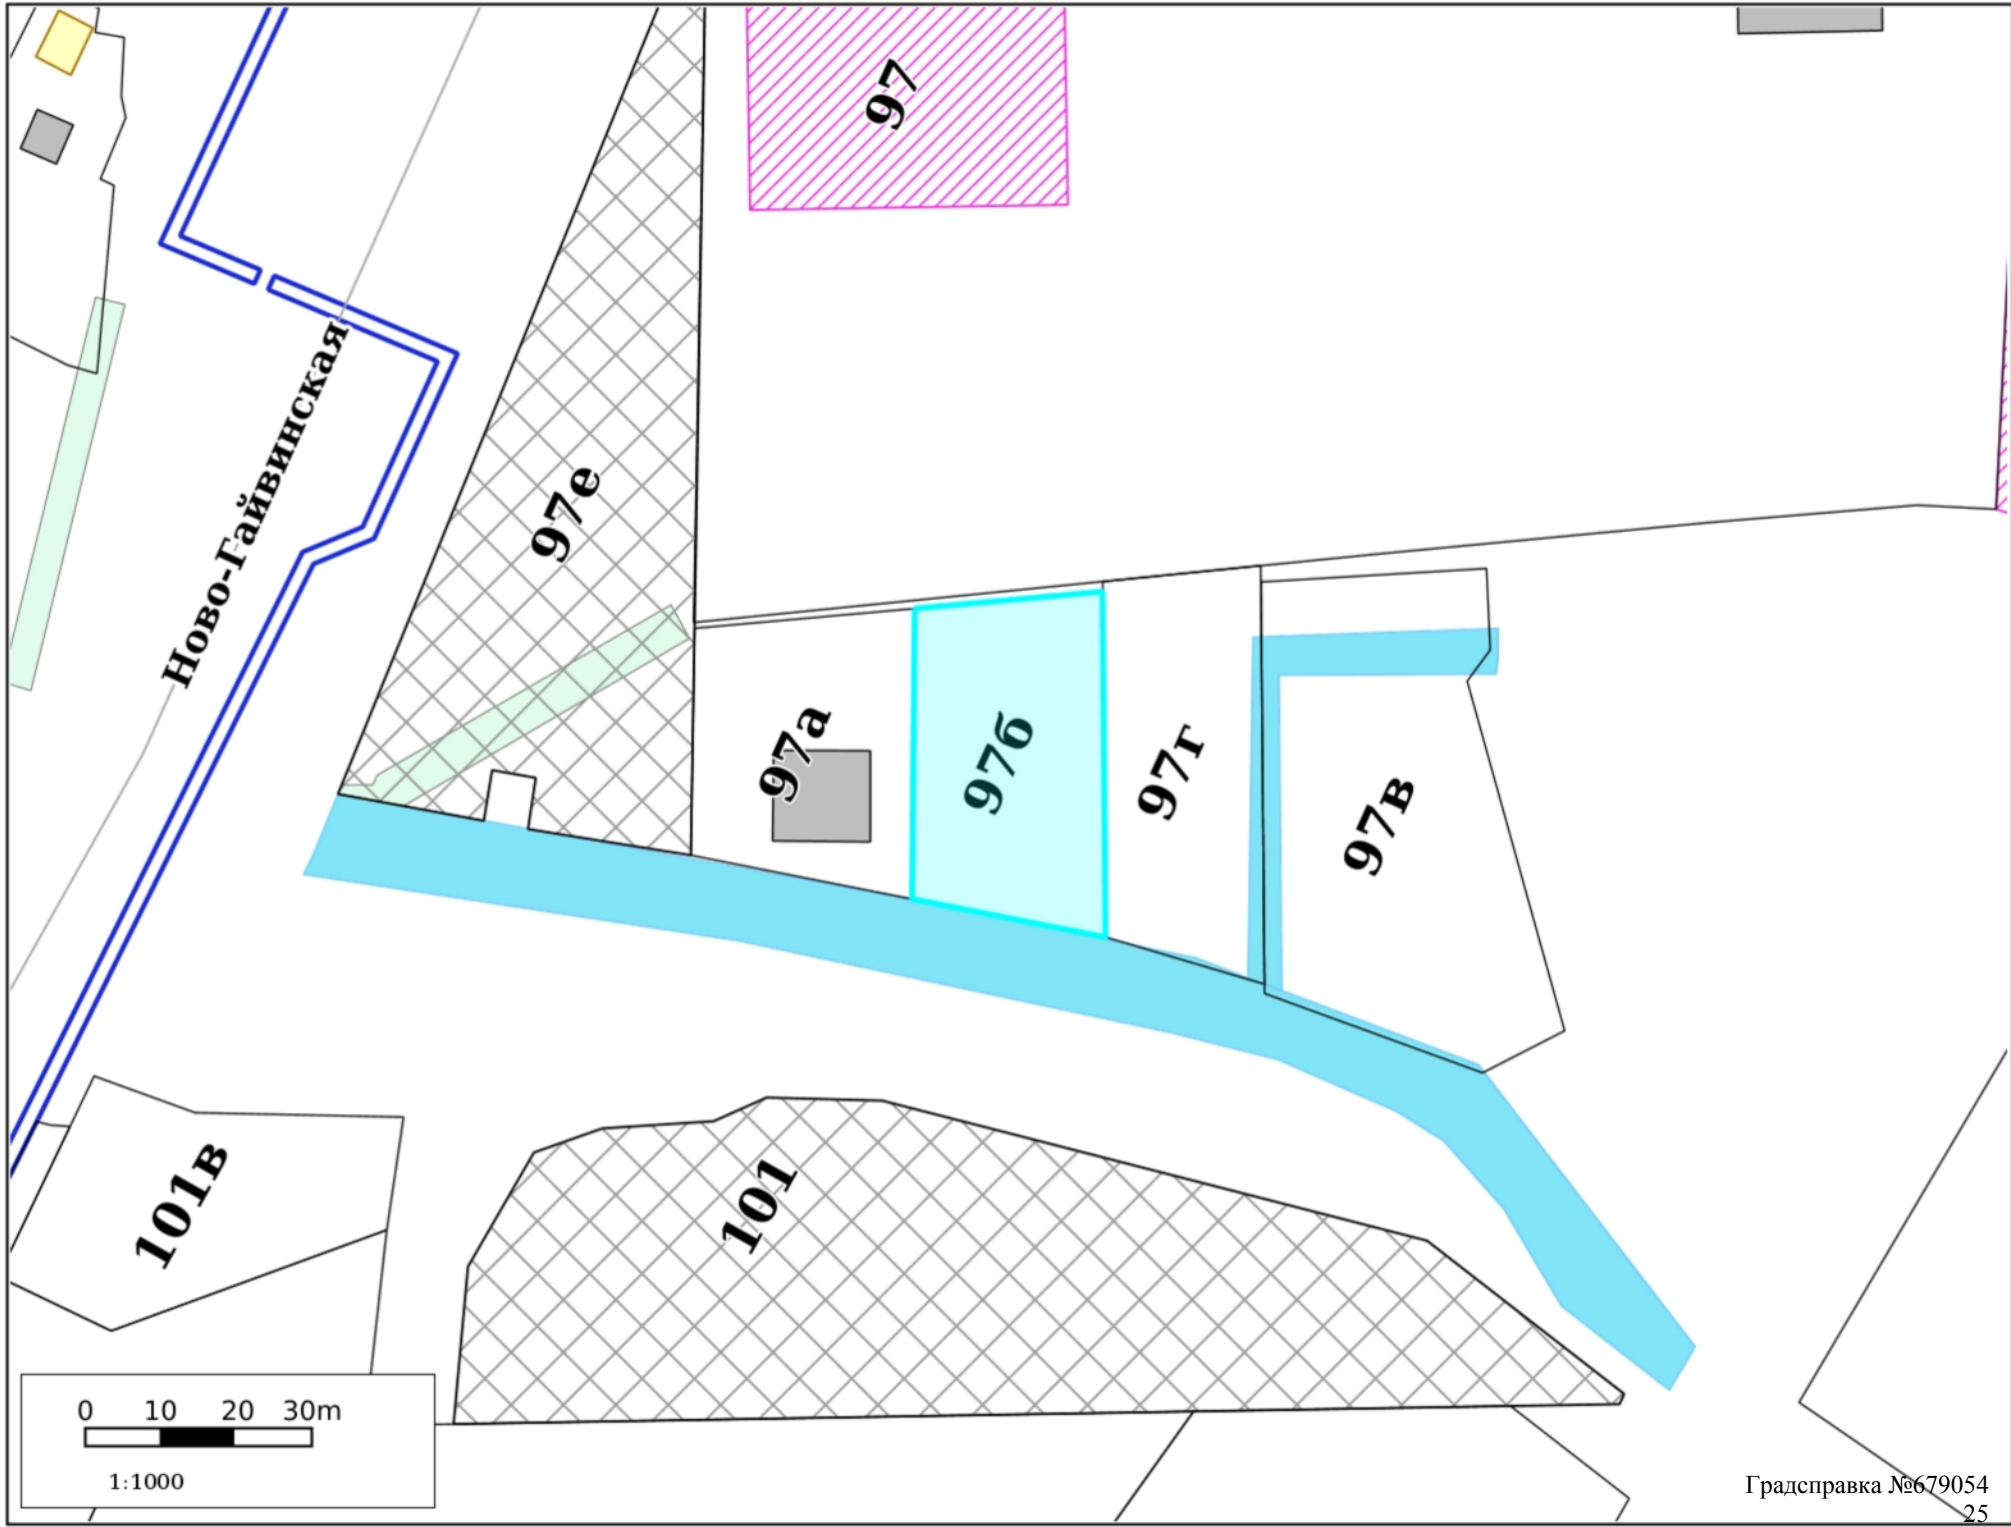 97
Ново-Гайвинская
97е
97а
97б
97г
97в
101в
101
0 10 20 30m
1:1000
Градсправка №679054
25